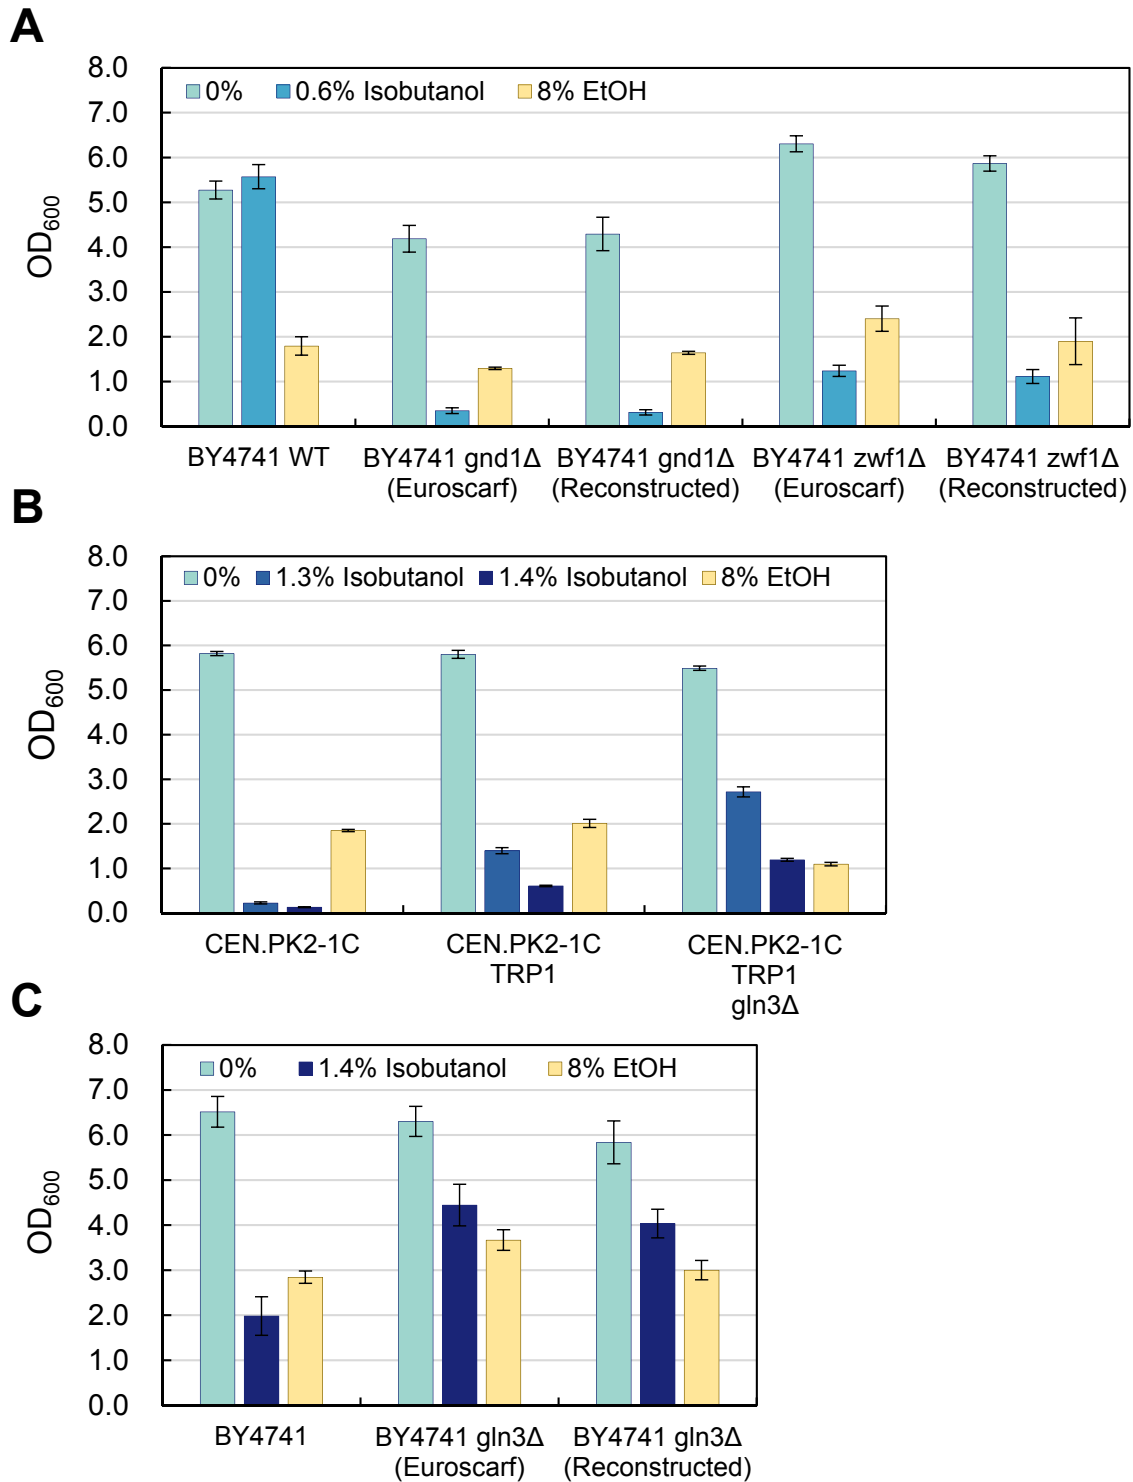 A
8.0
7.0
6.0
5.0
4.0
3.0
2.0
1.0
0.0
OD600
0% 0.6% Isobutanol 8% EtOH
BY4741 WT BY4741 gnd1Δ BY4741 gnd1Δ BY4741 zwf1Δ BY4741 zwf1Δ
(Euroscarf) (Reconstructed) (Euroscarf) (Reconstructed)
B
8.0
7.0
6.0
5.0
4.0
3.0
2.0
1.0
0.0
OD600
0% 1.3% Isobutanol 1.4% Isobutanol 8% EtOH
CEN.PK2-1C CEN.PK2-1C CEN.PK2-1C
TRP1 TRP1
gln3Δ
C
8.0
7.0
6.0
5.0
4.0
3.0
2.0
1.0
0.0
OD600
0% 1.4% Isobutanol 8% EtOH
BY4741 BY4741 gln3Δ BY4741 gln3Δ
(Euroscarf) (Reconstructed)